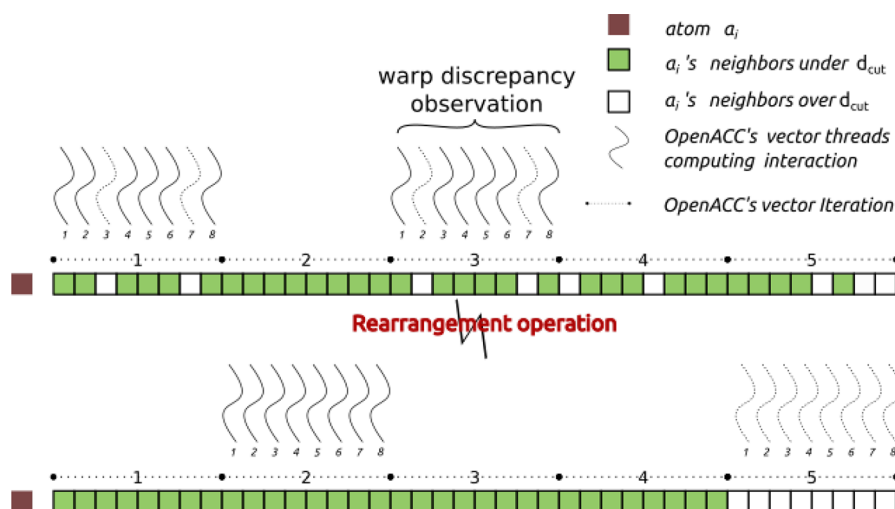 atom a_i
a_i's neighbors under d_cut
a_i's neighbors over d_cut
OpenACC's vector threads
computing interaction
OpenACC's vector Iteration
warp discrepancy
observation
1 2 3 4 5 6 7 8
1 2 3 4 5 6 7 8
1 2 3 4 5
Rearrangement operation
1 2 3 4 5 6 7 8
1 2 3 4 5 6 7 8
1 2 3 4 5